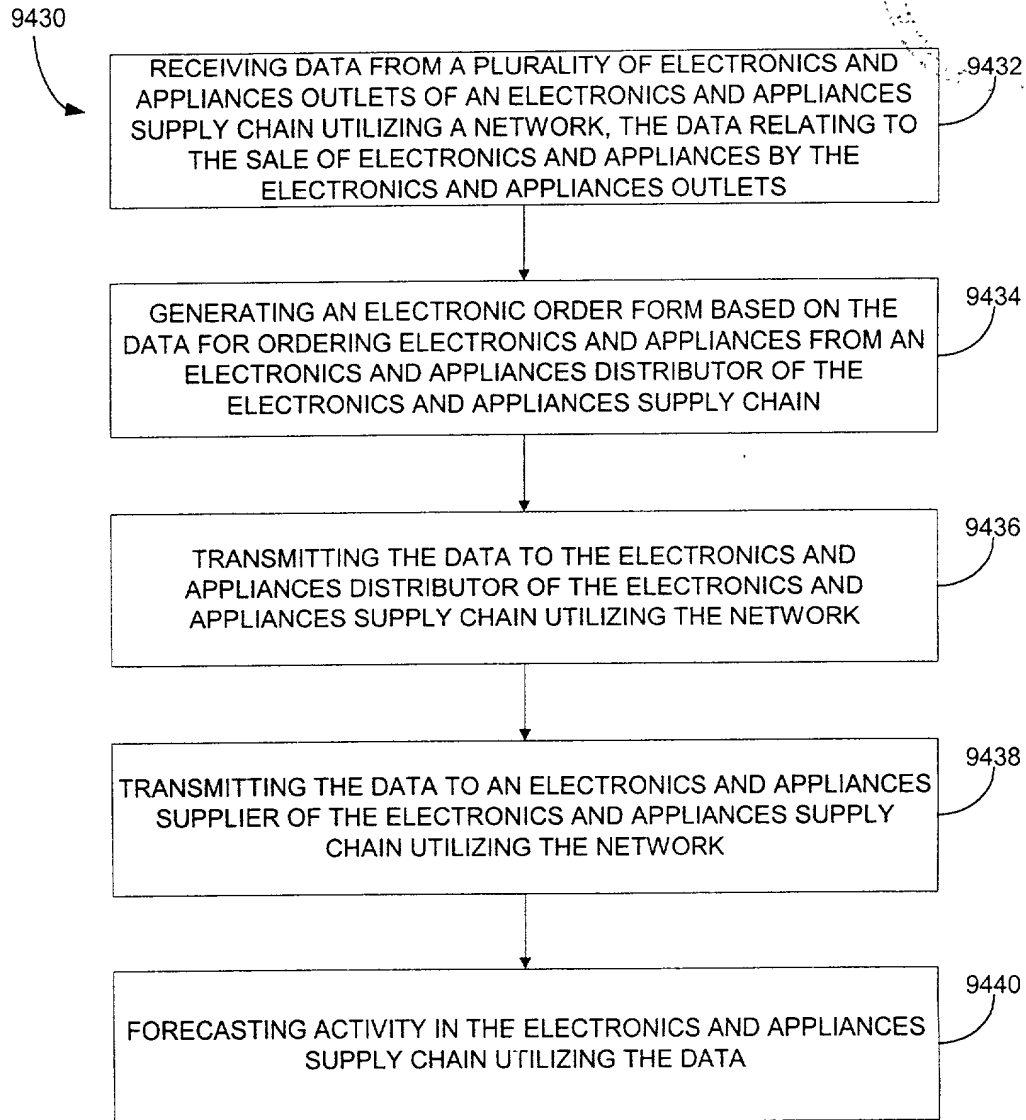 9430
RECEIVING DATA FROM A PLURALITY OF ELECTRONICS AND
APPLIANCES OUTLETS OF AN ELECTRONICS AND APPLIANCES
SUPPLY CHAIN UTILIZING A NETWORK, THE DATA RELATING TO
THE SALE OF ELECTRONICS AND APPLIANCES BY THE
ELECTRONICS AND APPLIANCES OUTLETS
9432
GENERATING AN ELECTRONIC ORDER FORM BASED ON THE
DATA FOR ORDERING ELECTRONICS AND APPLIANCES FROM AN
ELECTRONICS AND APPLIANCES DISTRIBUTOR OF THE
ELECTRONICS AND APPLIANCES SUPPLY CHAIN
9434
TRANSMITTING THE DATA TO THE ELECTRONICS AND
APPLIANCES DISTRIBUTOR OF THE ELECTRONICS AND
APPLIANCES SUPPLY CHAIN UTILIZING THE NETWORK
9436
TRANSMITTING THE DATA TO AN ELECTRONICS AND APPLIANCES
SUPPLIER OF THE ELECTRONICS AND APPLIANCES SUPPLY
CHAIN UTILIZING THE NETWORK
9438
FORECASTING ACTIVITY IN THE ELECTRONICS AND APPLIANCES
SUPPLY CHAIN UTILIZING THE DATA
9440